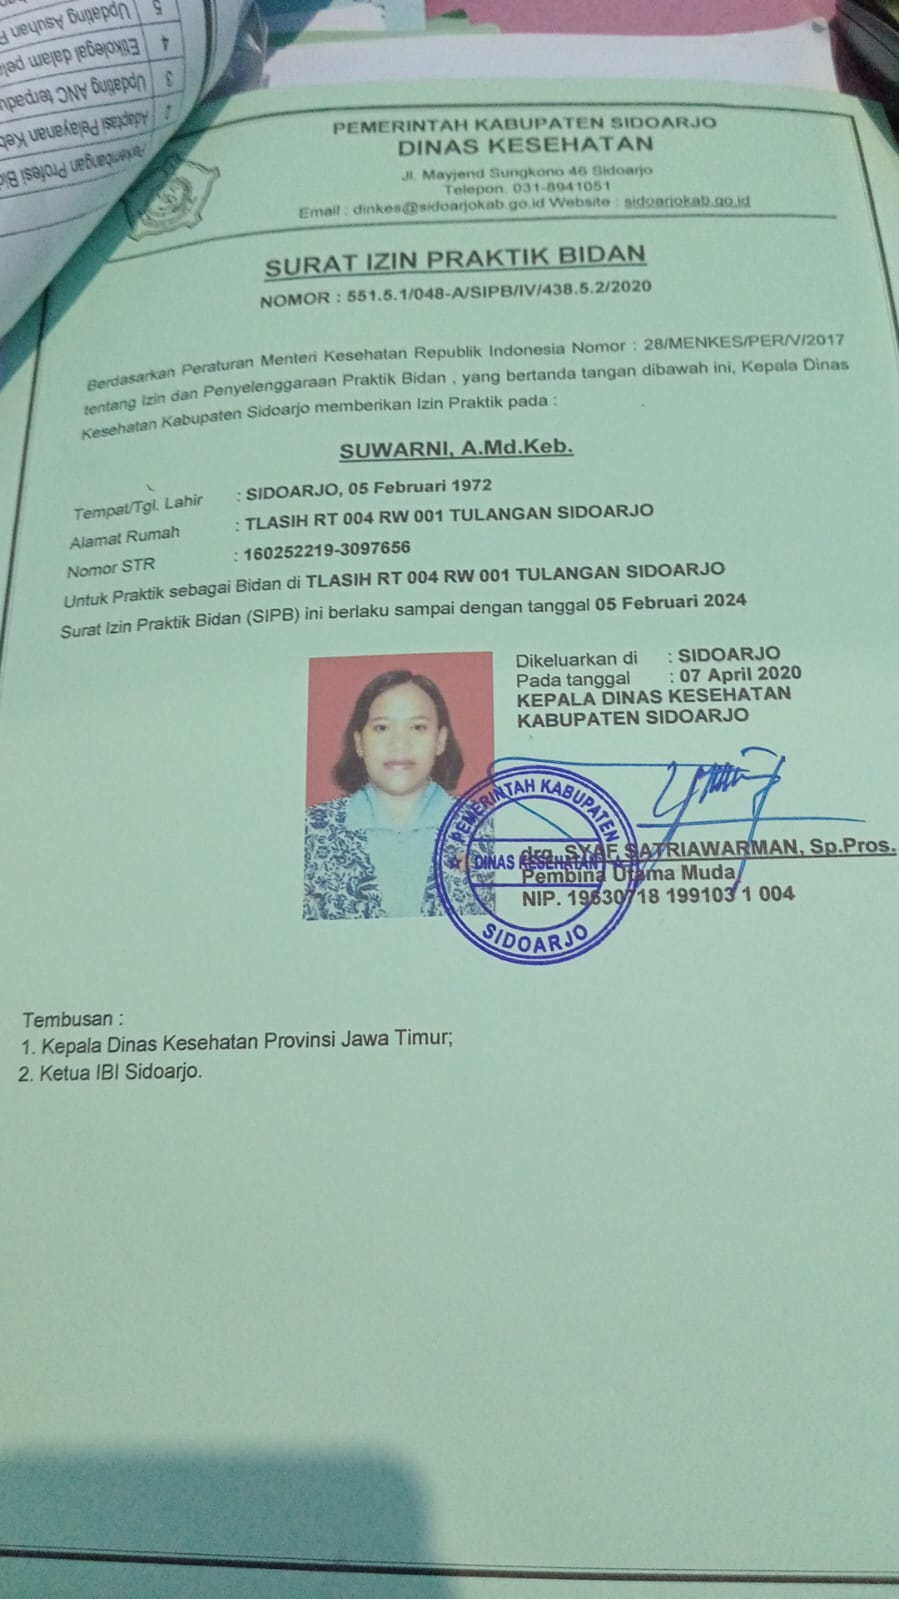 5 Updating Asuhan
4 Etikolegal dalam
3 Updating ANC terpadu
2 Adaptasi Pelayanan
Perkembangan Profesi
PEMERINTAH KABUPATEN SIDOARJO
DINAS KESEHATAN
Jl. Mayjend Sungkono 46 Sidoarjo
Telepon. 031-8941051
Email : dinkes@sidoarjokab.go.id Website : sidoarjokab.go.id
SURAT IZIN PRAKTIK BIDAN
NOMOR : 551.5.1/048-A/SIPB/IV/438.5.2/2020
Berdasarkan Peraturan Menteri Kesehatan Republik Indonesia Nomor : 28/MENKES/PER/V/2017
tentang Izin dan Penyelenggaraan Praktik Bidan , yang bertanda tangan dibawah ini, Kepala Dinas
Kesehatan Kabupaten Sidoarjo memberikan Izin Praktik pada :
SUWARNI, A.Md.Keb.
Tempat/Tgl. Lahir : SIDOARJO, 05 Februari 1972
Alamat Rumah : TLASIH RT 004 RW 001 TULANGAN SIDOARJO
Nomor STR : 160252219-3097656
Untuk Praktik sebagai Bidan di TLASIH RT 004 RW 001 TULANGAN SIDOARJO
Surat Izin Praktik Bidan (SIPB) ini berlaku sampai dengan tanggal 05 Februari 2024
Dikeluarkan di : SIDOARJO
Pada tanggal : 07 April 2020
KEPALA DINAS KESEHATAN
KABUPATEN SIDOARJO
PEMERINTAH KABUPATEN
DINAS KESEHATAN
SIDOARJO
drg. SYAF SATRIAWARMAN, Sp.Pros.
Pembina Utama Muda
NIP. 19630718 199103 1 004
Tembusan :
1. Kepala Dinas Kesehatan Provinsi Jawa Timur;
2. Ketua IBI Sidoarjo.